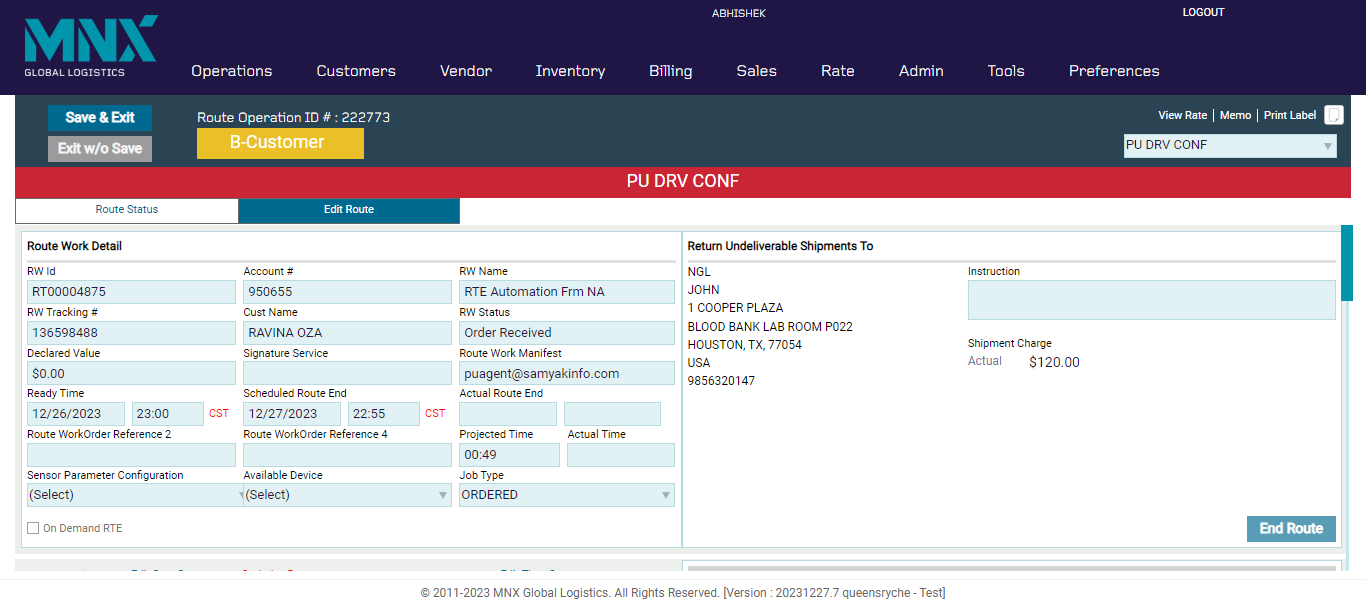 ABHISHEK
LOGOUT
MNX
GLOBAL LOGISTICS
Operations Customers Vendor Inventory Billing Sales Rate Admin Tools Preferences
Save & Exit
Exit w/o Save
Route Operation ID # : 222773
B-Customer
View Rate | Memo | Print Label
PU DRV CONF
PU DRV CONF
Route Status Edit Route
Route Work Detail
RW Id Account # RW Name
RT00004875 950655 RTE Automation Frm NA
RW Tracking # Cust Name RW Status
136598488 RAVINA OZA Order Received
Declared Value Signature Service Route Work Manifest
$0.00 puagent@samyakinfo.com
Ready Time Scheduled Route End Actual Route End
12/26/2023 23:00 CST 12/27/2023 22:55 CST
Route WorkOrder Reference 2 Route WorkOrder Reference 4 Projected Time Actual Time
00:49
Sensor Parameter Configuration Available Device Job Type
(Select) (Select) ORDERED
On Demand RTE
Return Undeliverable Shipments To
NGL
JOHN
1 COOPER PLAZA
BLOOD BANK LAB ROOM P022
HOUSTON, TX, 77054
USA
9856320147
Instruction
Shipment Charge
Actual $120.00
End Route
© 2011-2023 MNX Global Logistics. All Rights Reserved. [Version : 20231227.7 queensryche - Test]